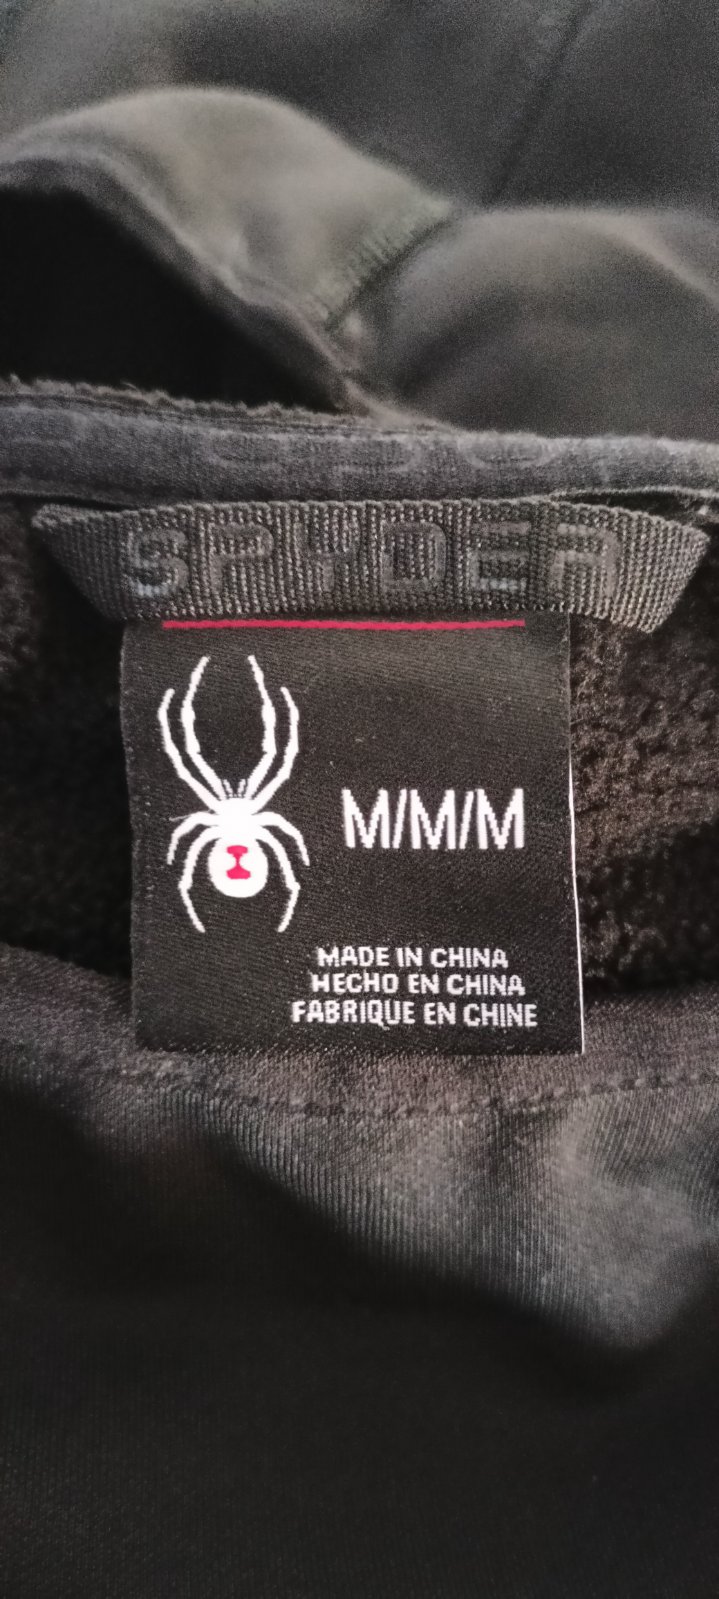 SPYDER
M/M/M
MADE IN CHINA
HECHO EN CHINA
FABRIQUE EN CHINE